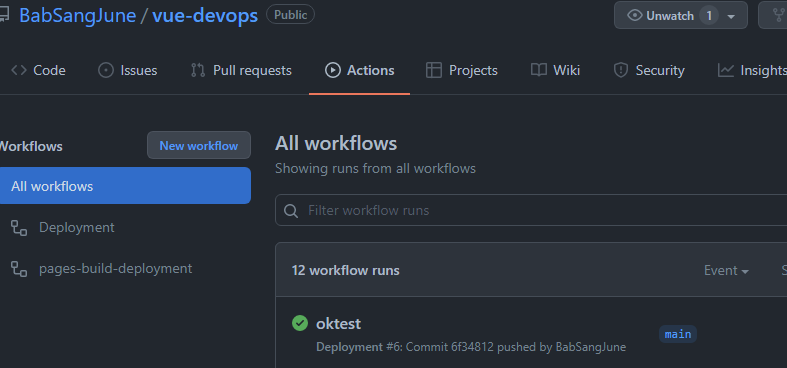 BabSangJune / vue-devops Public Unwatch 1
Code Issues Pull requests Actions Projects Wiki Security Insights
Workflows New workflow
All workflows
Deployment
pages-build-deployment
All workflows
Showing runs from all workflows
Filter workflow runs
12 workflow runs Event
oktest
main
Deployment #6: Commit 6f34812 pushed by BabSangJune